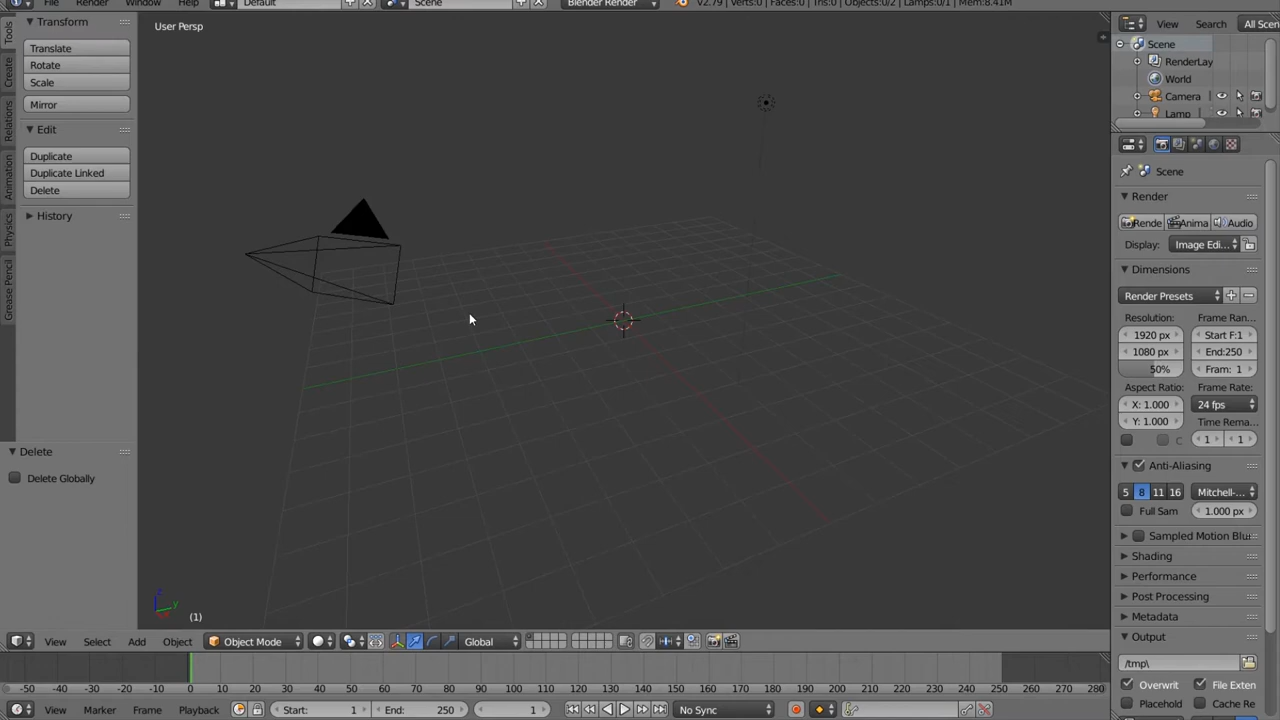 File Render Window Help Default Scene Blender Render v2.79 | Verts:0 | Faces:0 | Tris:0 | Objects:0/2 | Lamps:0/1 | Mem:8.41M
Tools
Create
Relations
Animation
Physics
Grease Pencil
Transform
Translate
Rotate
Scale
Mirror
Edit
Duplicate
Duplicate Linked
Delete
History
Delete
Delete Globally
User Persp
(1)
z
y
View Search All Scen
Scene
RenderLay
World
Camera
Lamp
Scene
Render
Rende Anima Audio
Display: Image Edi...
Dimensions
Render Presets
Resolution: Frame Ran...
1920 px Start F:1
1080 px End:250
50% Fram: 1
Aspect Ratio: Frame Rate:
X: 1.000 24 fps
Y: 1.000 Time Rema...
C 1 1
Anti-Aliasing
5 8 11 16 Mitchell-...
Full Sam 1.000 px
Sampled Motion Blu
Shading
Performance
Post Processing
Metadata
Output
/tmp\
Overwrit File Exten
Placehold Cache Re
View Select Add Object Object Mode Global
-50 -40 -30 -20 -10 0 10 20 30 40 50 60 70 80 90 100 110 120 130 140 150 160 170 180 190 200 210 220 230 240 250 260 270 280
View Marker Frame Playback Start: 1 End: 250 1 No Sync